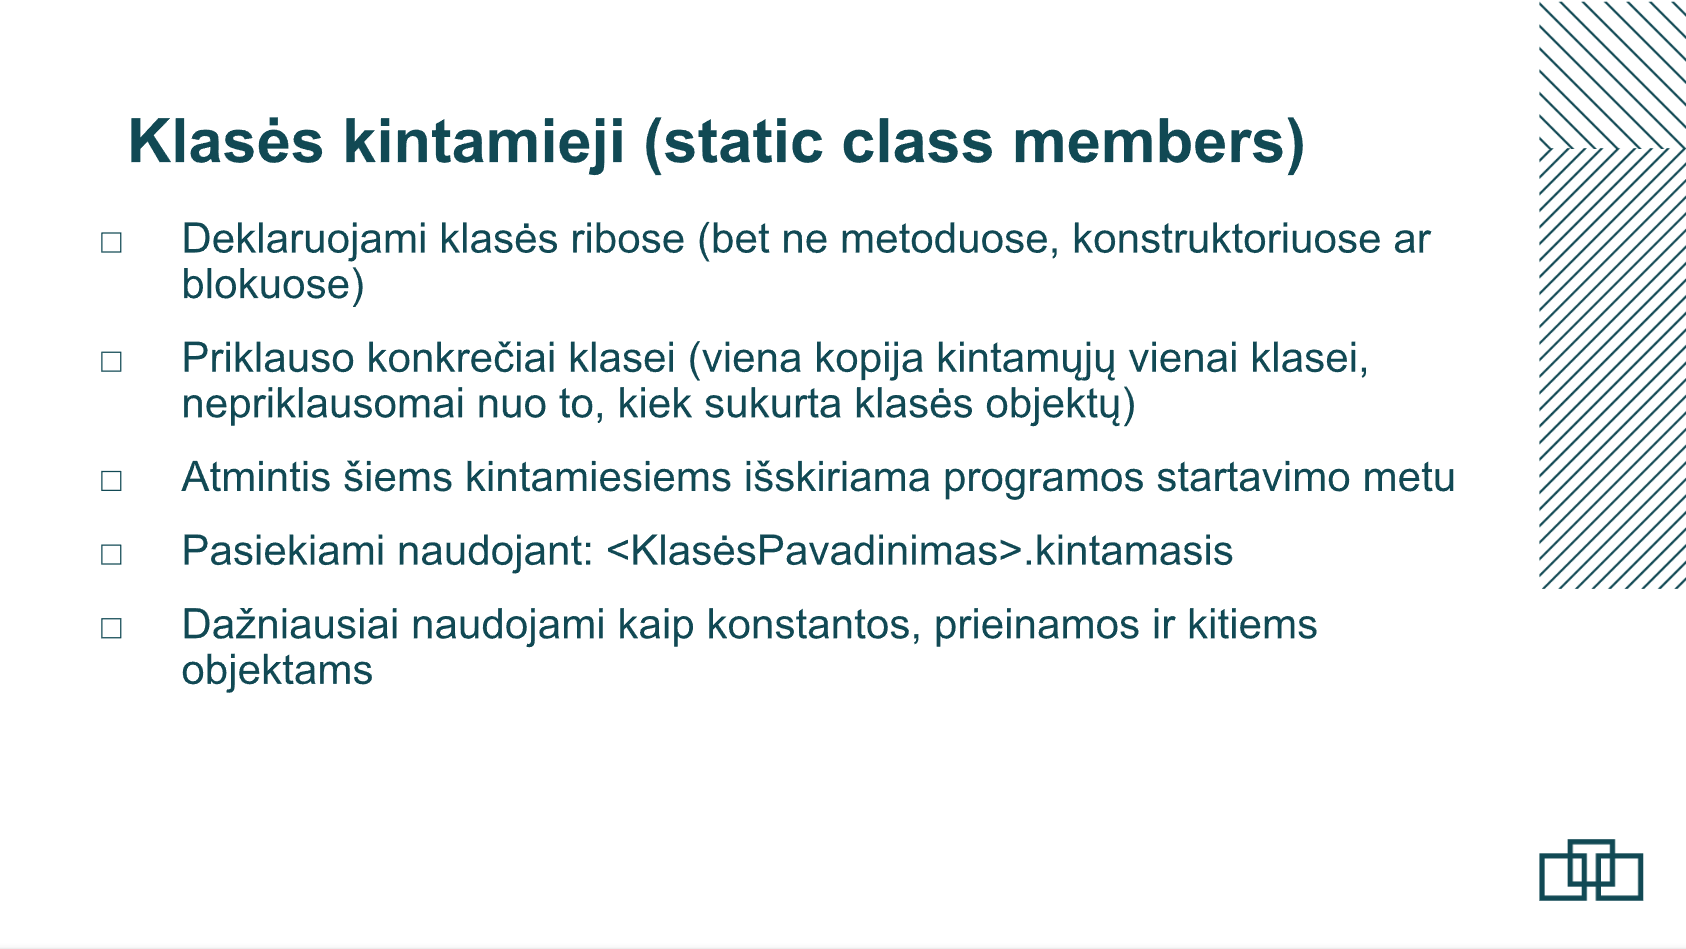 Klasės kintamieji (static class members)
Deklaruojami klasės ribose (bet ne metoduose, konstruktoriuose ar
blokuose)
Priklauso konkrečiai klasei (viena kopija kintamųjų vienai klasei,
nepriklausomai nuo to, kiek sukurta klasės objektų)
Atmintis šiems kintamiesiems išskiriama programos startavimo metu
Pasiekiami naudojant: <KlasėsPavadinimas>.kintamasis
Dažniausiai naudojami kaip konstantos, prieinamos ir kitiems
objektams